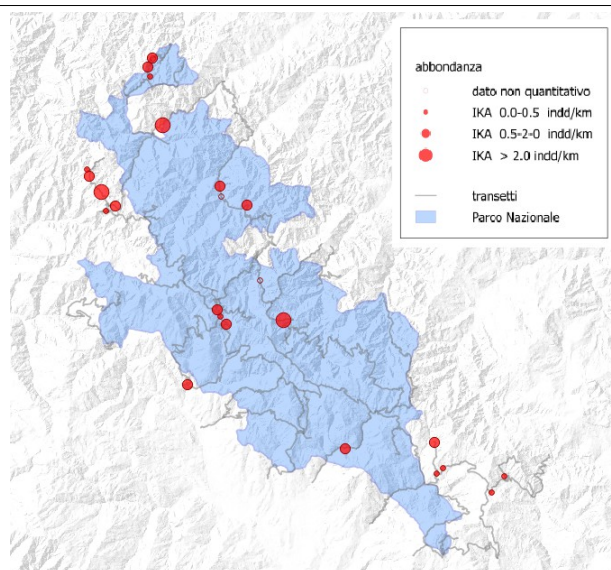 abbondanza
dato non quantitativo
IKA 0.0-0.5 indd/km
IKA 0.5-2-0 indd/km
IKA > 2.0 indd/km
transetti
Parco Nazionale